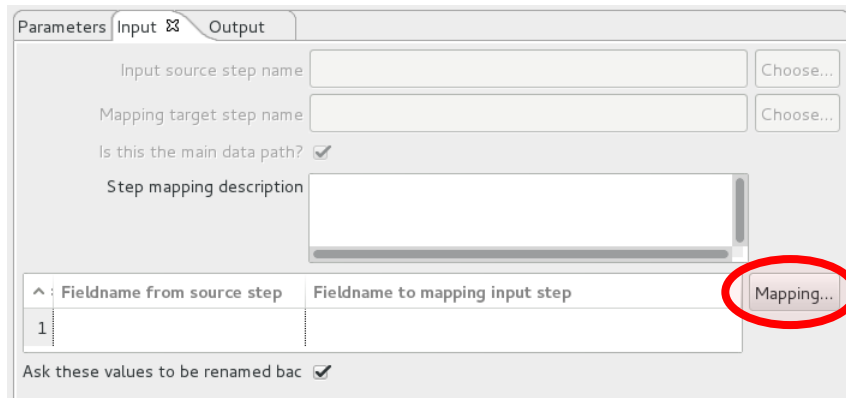 Parameters Input Output
Input source step name Choose...
Mapping target step name Choose...
Is this the main data path?
Step mapping description
Fieldname from source step Fieldname to mapping input step Mapping...
1
Ask these values to be renamed bac